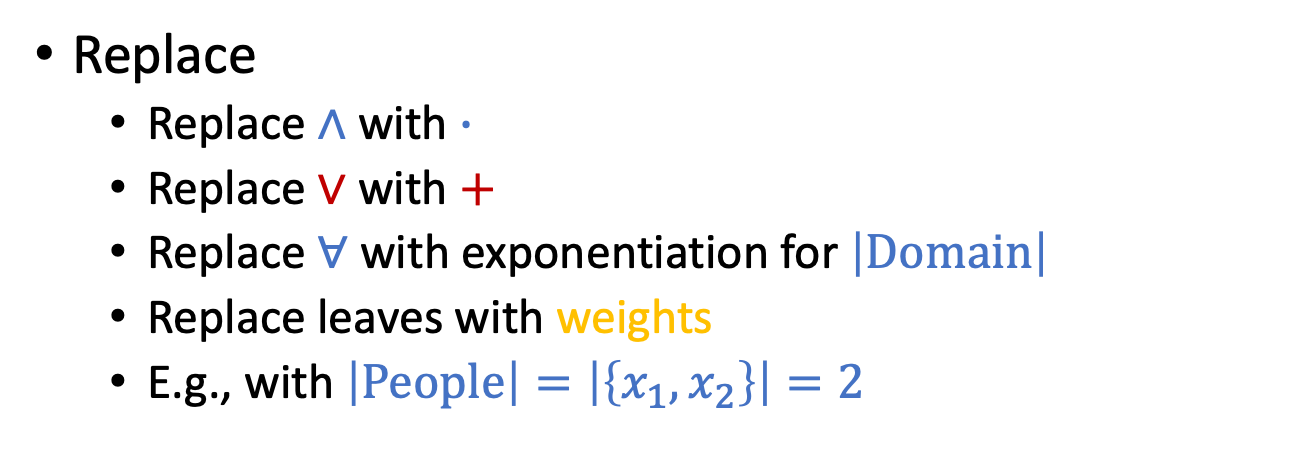 • Replace
• Replace ∧ with ·
• Replace ∨ with +
• Replace ∀ with exponentiation for |Domain|
• Replace leaves with weights
• E.g., with |People| = |{x₁, x₂}| = 2